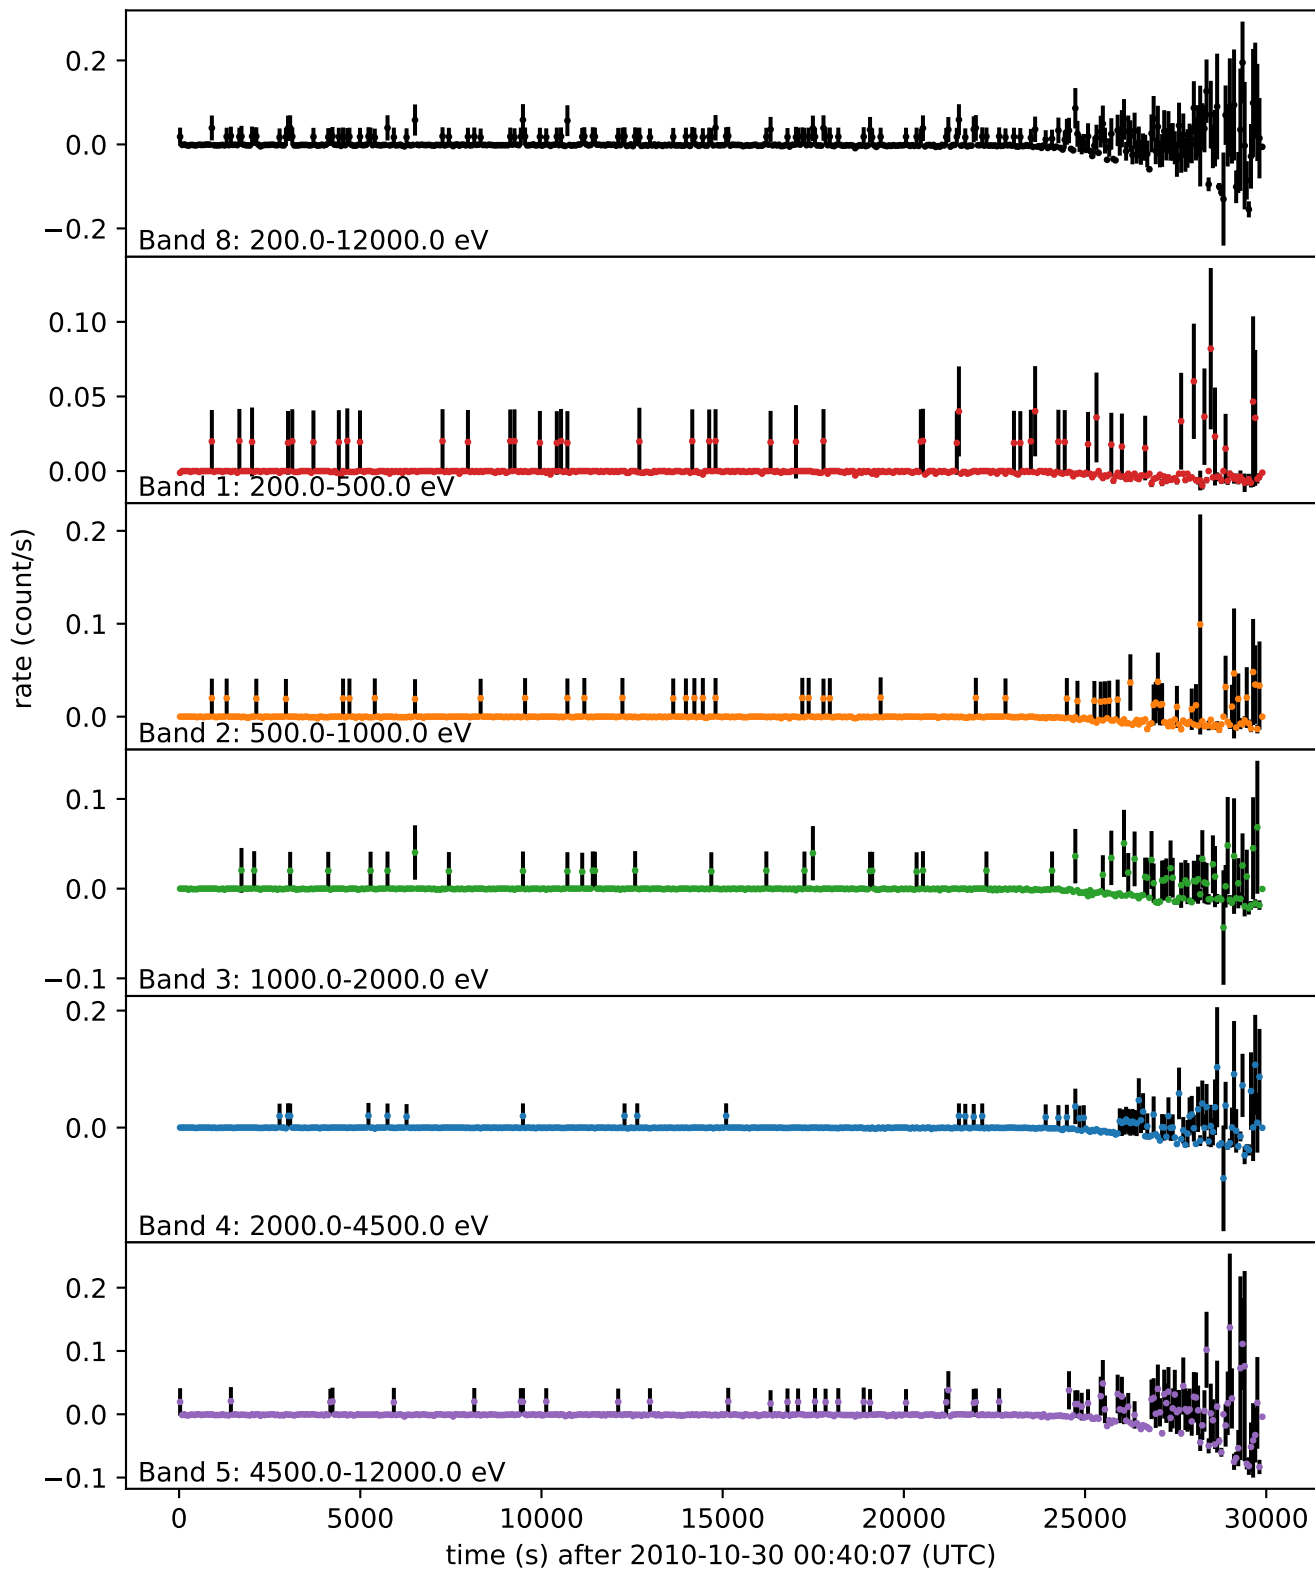 0.2
0.0
−0.2
Band 8: 200.0-12000.0 eV
0.10
0.05
0.00
Band 1: 200.0-500.0 eV
0.2
0.1
0.0
Band 2: 500.0-1000.0 eV
rate (count/s)
0.1
0.0
−0.1
Band 3: 1000.0-2000.0 eV
0.2
0.0
Band 4: 2000.0-4500.0 eV
0.2
0.1
0.0
−0.1
Band 5: 4500.0-12000.0 eV
0 5000 10000 15000 20000 25000 30000
time (s) after 2010-10-30 00:40:07 (UTC)